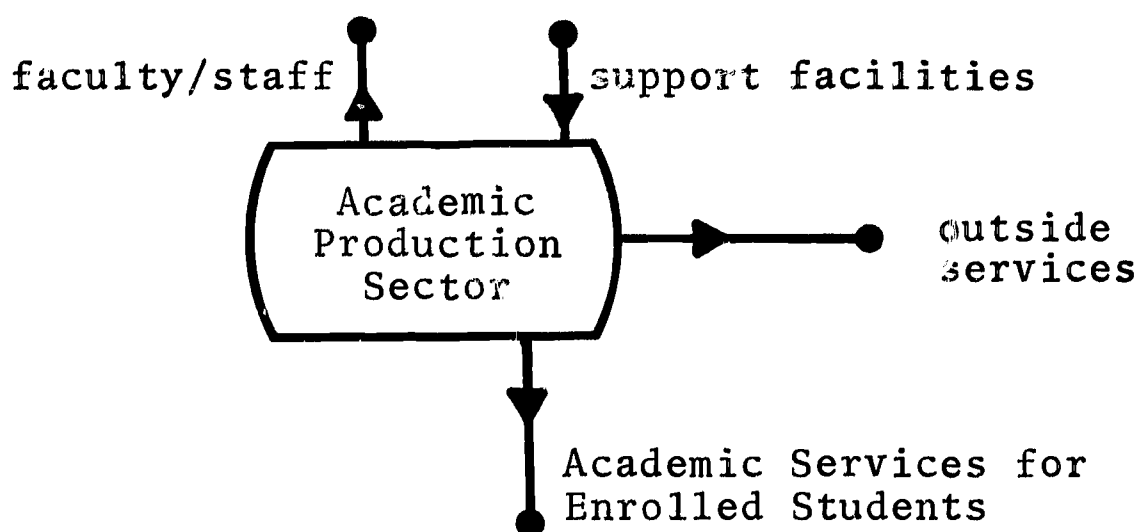 faculty/staff
support facilities
Academic
Production
Sector
outside
services
Academic Services for
Enrolled Students